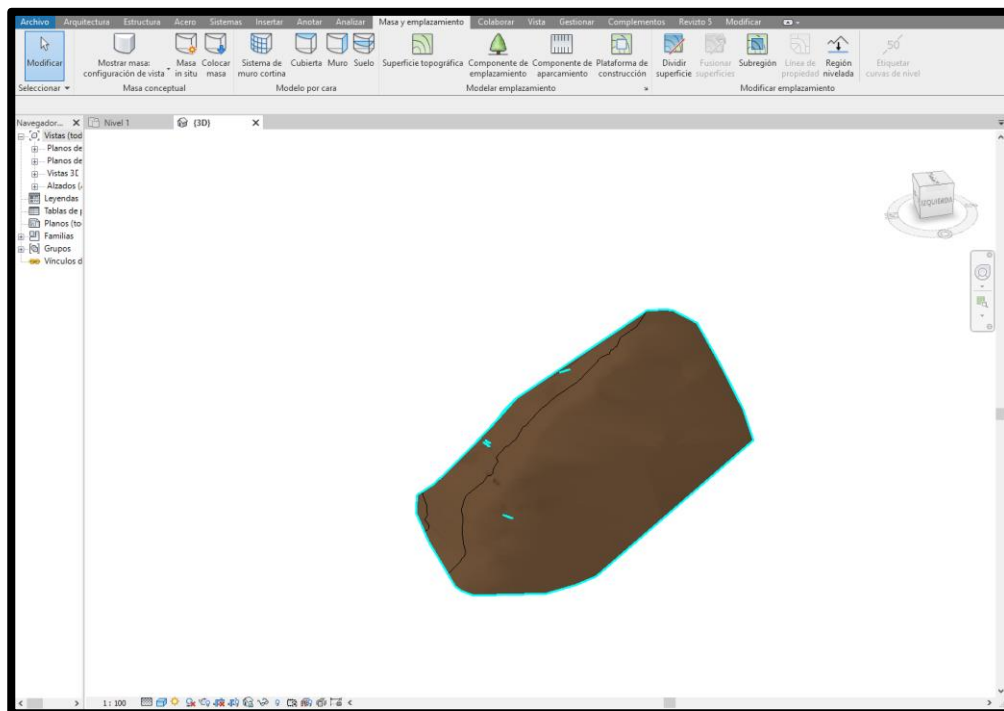 Archivo Arquitectura Estructura Acero Sistemas Insertar Anotar Analizar Masa y emplazamiento Colaborar Vista Gestionar Complementos Revizto 5 Modificar
Modificar
Mostrar masa: configuración de vista
Masa in situ
Colocar masa
Sistema de muro cortina
Cubierta
Muro
Suelo
Superficie topográfica
Componente de emplazamiento
Componente de aparcamiento
Plataforma de construcción
Dividir superficie
Fusionar superficies
Subregión
Línea de propiedad
Región nivelada
Etiquetar curvas de nivel
Seleccionar
Masa conceptual
Modelo por cara
Modelar emplazamiento
Modificar emplazamiento
Navegador...
Nivel 1
{3D}
Vistas (tod
Planos de
Planos de
Vistas 3D
Alzados (
Leyendas
Tablas de p
Planos (to
Familias
Grupos
Vínculos d
IZQUIERDA
1 : 100